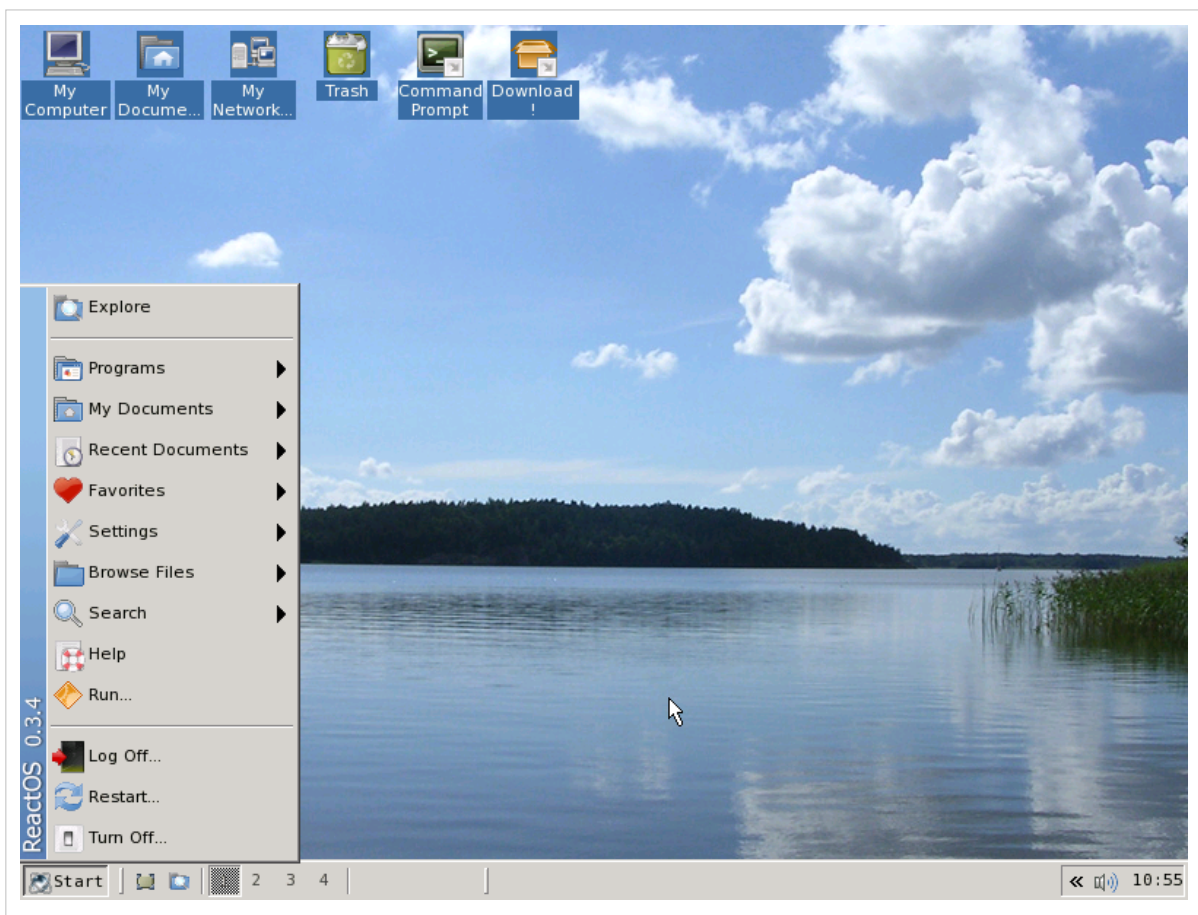 My
Computer
My
Docume...
My
Network...
Trash
Command
Prompt
Download
!
Explore
Programs
My Documents
Recent Documents
Favorites
Settings
Browse Files
Search
Help
Run...
Log Off...
Restart...
Turn Off...
ReactOS 0.3.4
Start
1
2
3
4
10:55